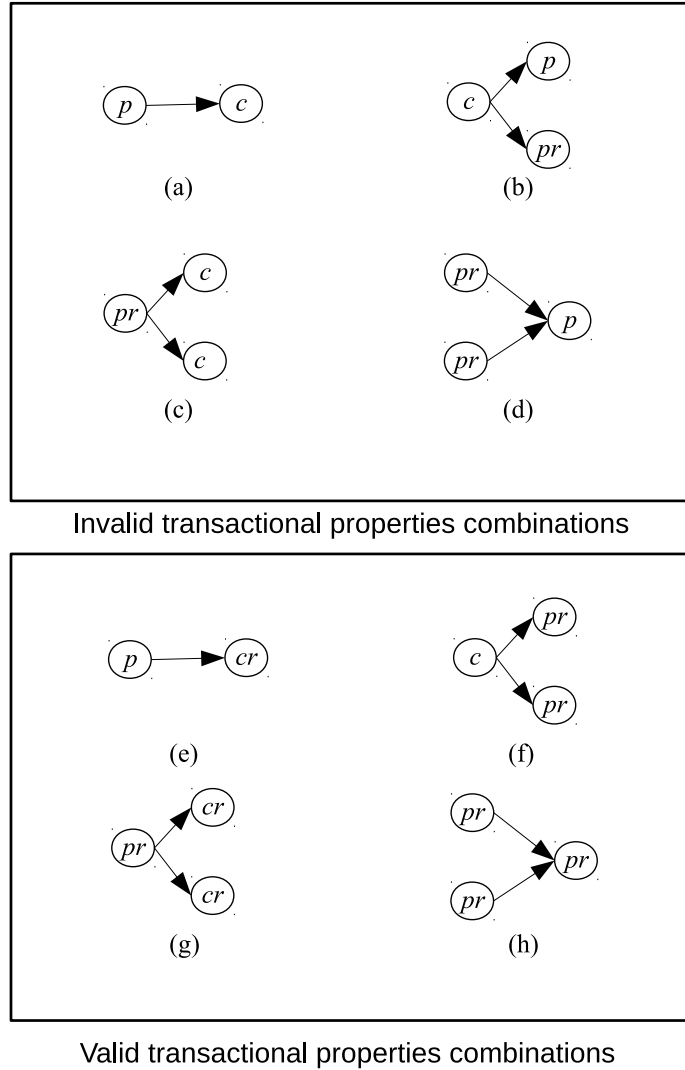 p c
p
c
pr
(a) (b)
c
pr
pr
p
c
pr
(c) (d)
Invalid transactional properties combinations
p cr
pr
c
pr
(e) (f)
cr
pr
pr
pr
cr
pr
(g) (h)
Valid transactional properties combinations